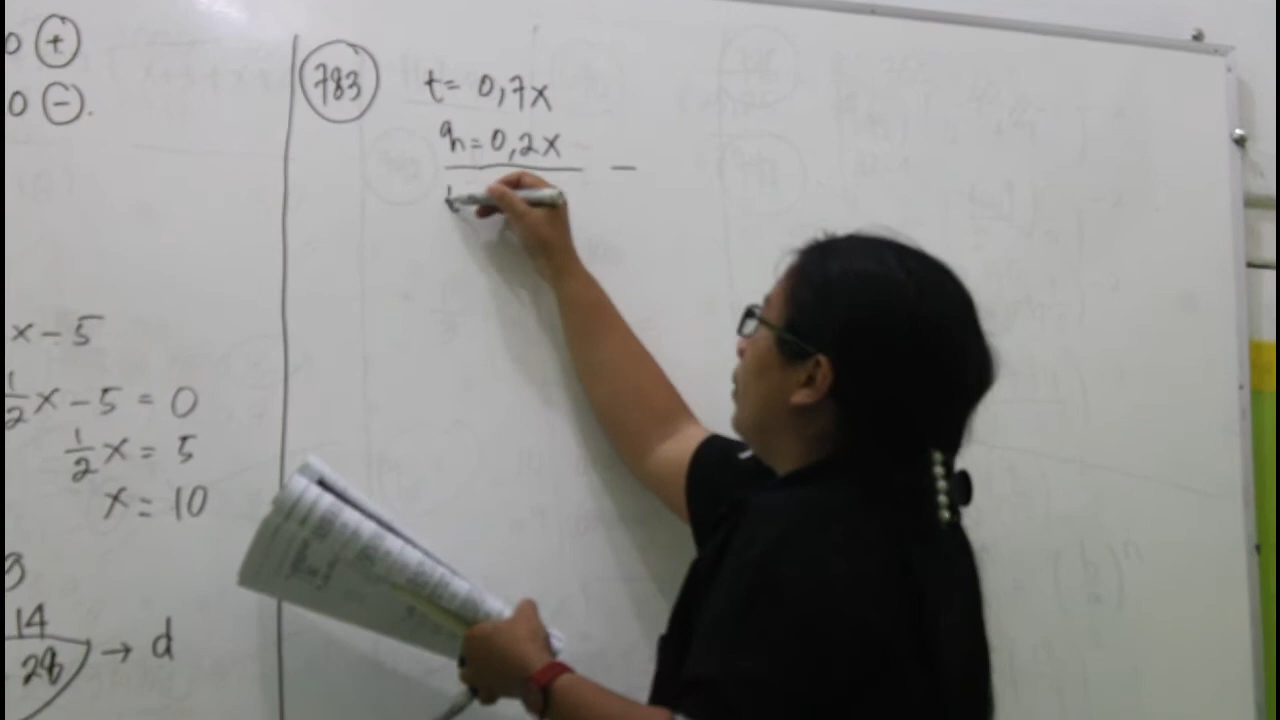 0 +
0 -.
x - 5
1/2 x - 5 = 0
1/2 x = 5
x = 10
14
28 → d
783
t = 0,7x
h = 0,2x
-
t